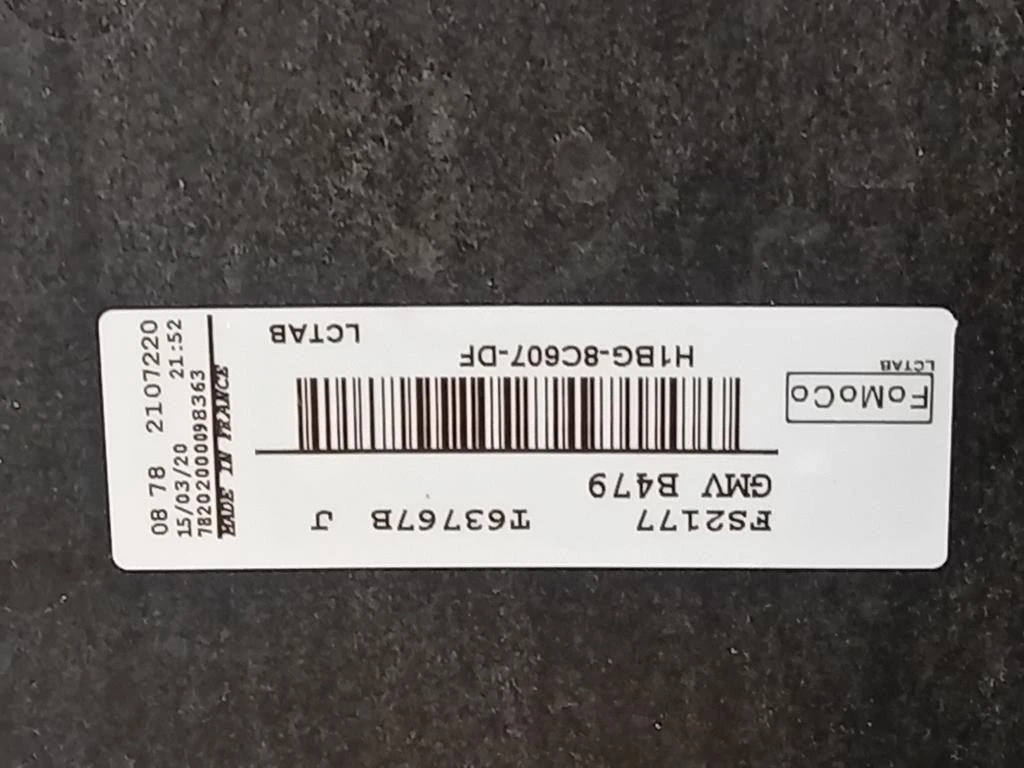 FS2177 T63767B J
GMV B479
H1BG-8C607-DF
LCTAB
FoMoCo
LCTAB
08 78 2107220
15/03/20 21:52
78202000098363
MADE IN FRANCE